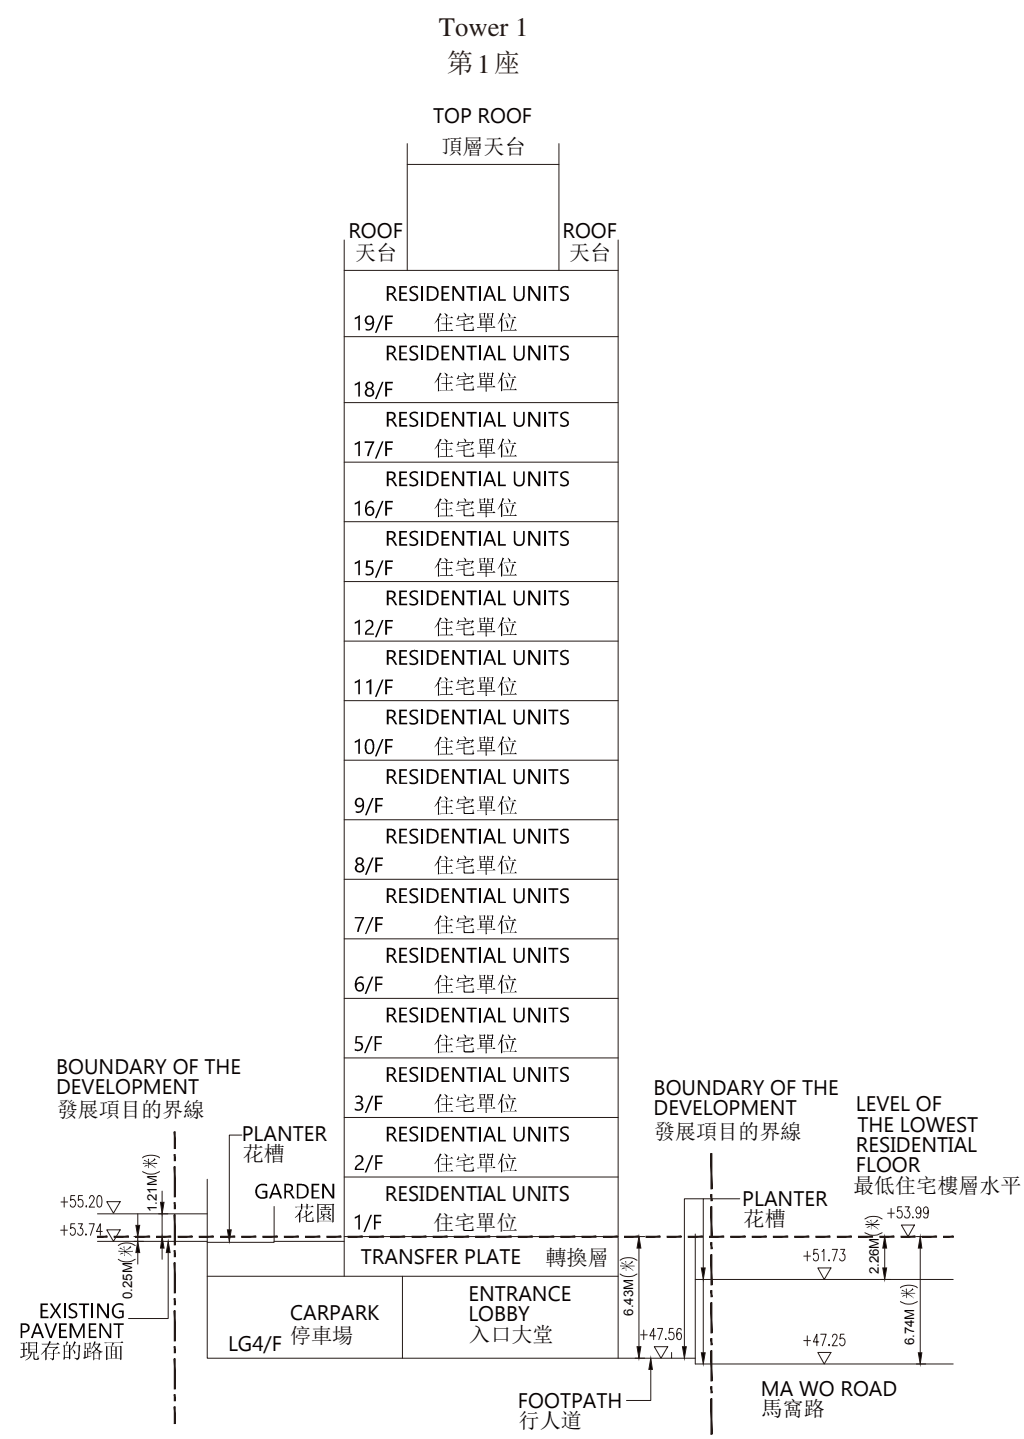 Tower 1
第1座
TOP ROOF
頂層天台
ROOF
天台
ROOF
天台
RESIDENTIAL UNITS
19/F 住宅單位
RESIDENTIAL UNITS
18/F 住宅單位
RESIDENTIAL UNITS
17/F 住宅單位
RESIDENTIAL UNITS
16/F 住宅單位
RESIDENTIAL UNITS
15/F 住宅單位
RESIDENTIAL UNITS
12/F 住宅單位
RESIDENTIAL UNITS
11/F 住宅單位
RESIDENTIAL UNITS
10/F 住宅單位
RESIDENTIAL UNITS
9/F 住宅單位
RESIDENTIAL UNITS
8/F 住宅單位
RESIDENTIAL UNITS
7/F 住宅單位
RESIDENTIAL UNITS
6/F 住宅單位
RESIDENTIAL UNITS
5/F 住宅單位
RESIDENTIAL UNITS
3/F 住宅單位
RESIDENTIAL UNITS
2/F 住宅單位
RESIDENTIAL UNITS
1/F 住宅單位
TRANSFER PLATE 轉換層
CARPARK
停車場
LG4/F
ENTRANCE
LOBBY
入口大堂
BOUNDARY OF THE
DEVELOPMENT
發展項目的界線
PLANTER
花槽
GARDEN
花園
1.21M(米)
+55.20
+53.74
0.25M(米)
EXISTING
PAVEMENT
現存的路面
BOUNDARY OF THE
DEVELOPMENT
發展項目的界線
LEVEL OF
THE LOWEST
RESIDENTIAL
FLOOR
最低住宅樓層水平
PLANTER
花槽
+53.99
2.26M(米)
+51.73
6.43M(米)
6.74M(米)
+47.56
+47.25
FOOTPATH
行人道
MA WO ROAD
馬窩路